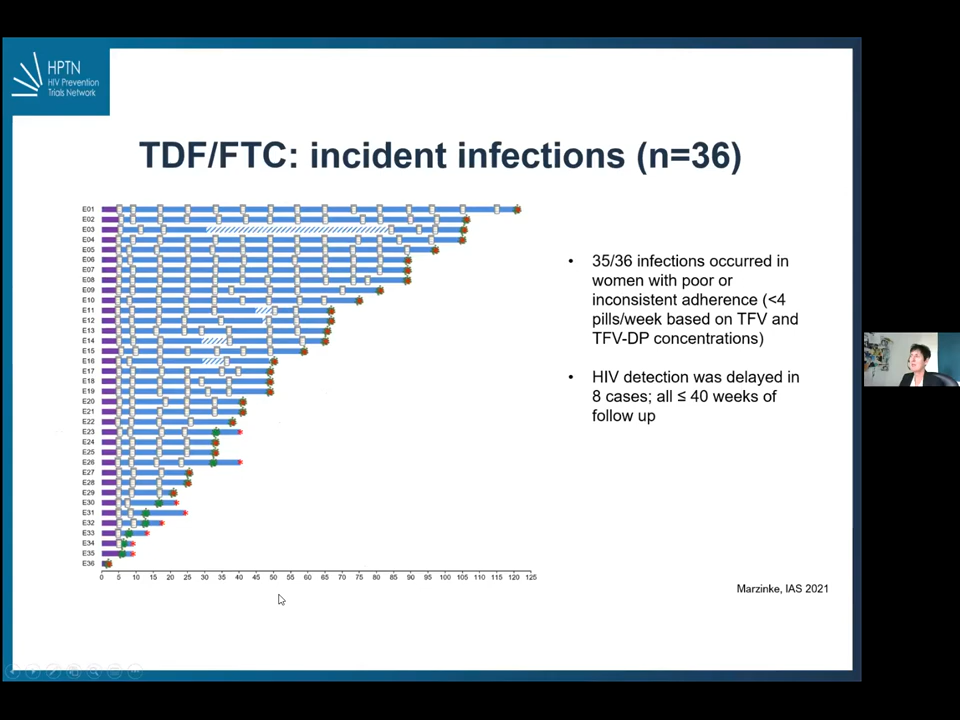 HPTN
HIV Prevention
Trials Network
TDF/FTC: incident infections (n=36)
E01
E02
E03
E04
E05
E06
E07
E08
E09
E10
E11
E12
E13
E14
E15
E16
E17
E18
E19
E20
E21
E22
E23
E24
E25
E26
E27
E28
E29
E30
E31
E32
E33
E34
E35
E36
0 5 10 15 20 25 30 35 40 45 50 55 60 65 70 75 80 85 90 95 100 105 110 115 120 125
• 35/36 infections occurred in
women with poor or
inconsistent adherence (<4
pills/week based on TFV and
TFV-DP concentrations)
• HIV detection was delayed in
8 cases; all ≤ 40 weeks of
follow up
Marzinke, IAS 2021